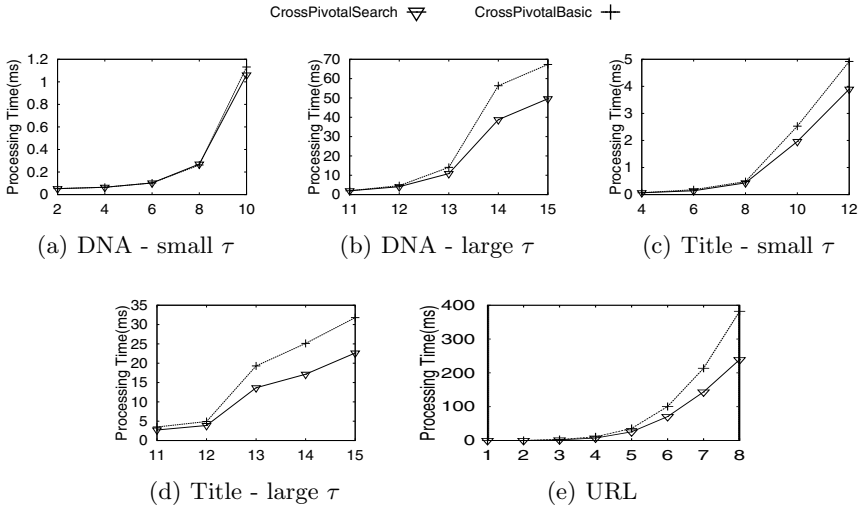 CrossPivotalSearch
CrossPivotalBasic
Processing Time(ms)
1.2
1
0.8
0.6
0.4
0.2
0
2 4 6 8 10
(a) DNA - small τ
Processing Time(ms)
70
60
50
40
30
20
10
0
11 12 13 14 15
(b) DNA - large τ
Processing Time(ms)
5
4
3
2
1
0
4 6 8 10 12
(c) Title - small τ
Processing Time(ms)
35
30
25
20
15
10
5
0
11 12 13 14 15
(d) Title - large τ
Processing Time(ms)
400
300
200
100
0
1 2 3 4 5 6 7 8
(e) URL